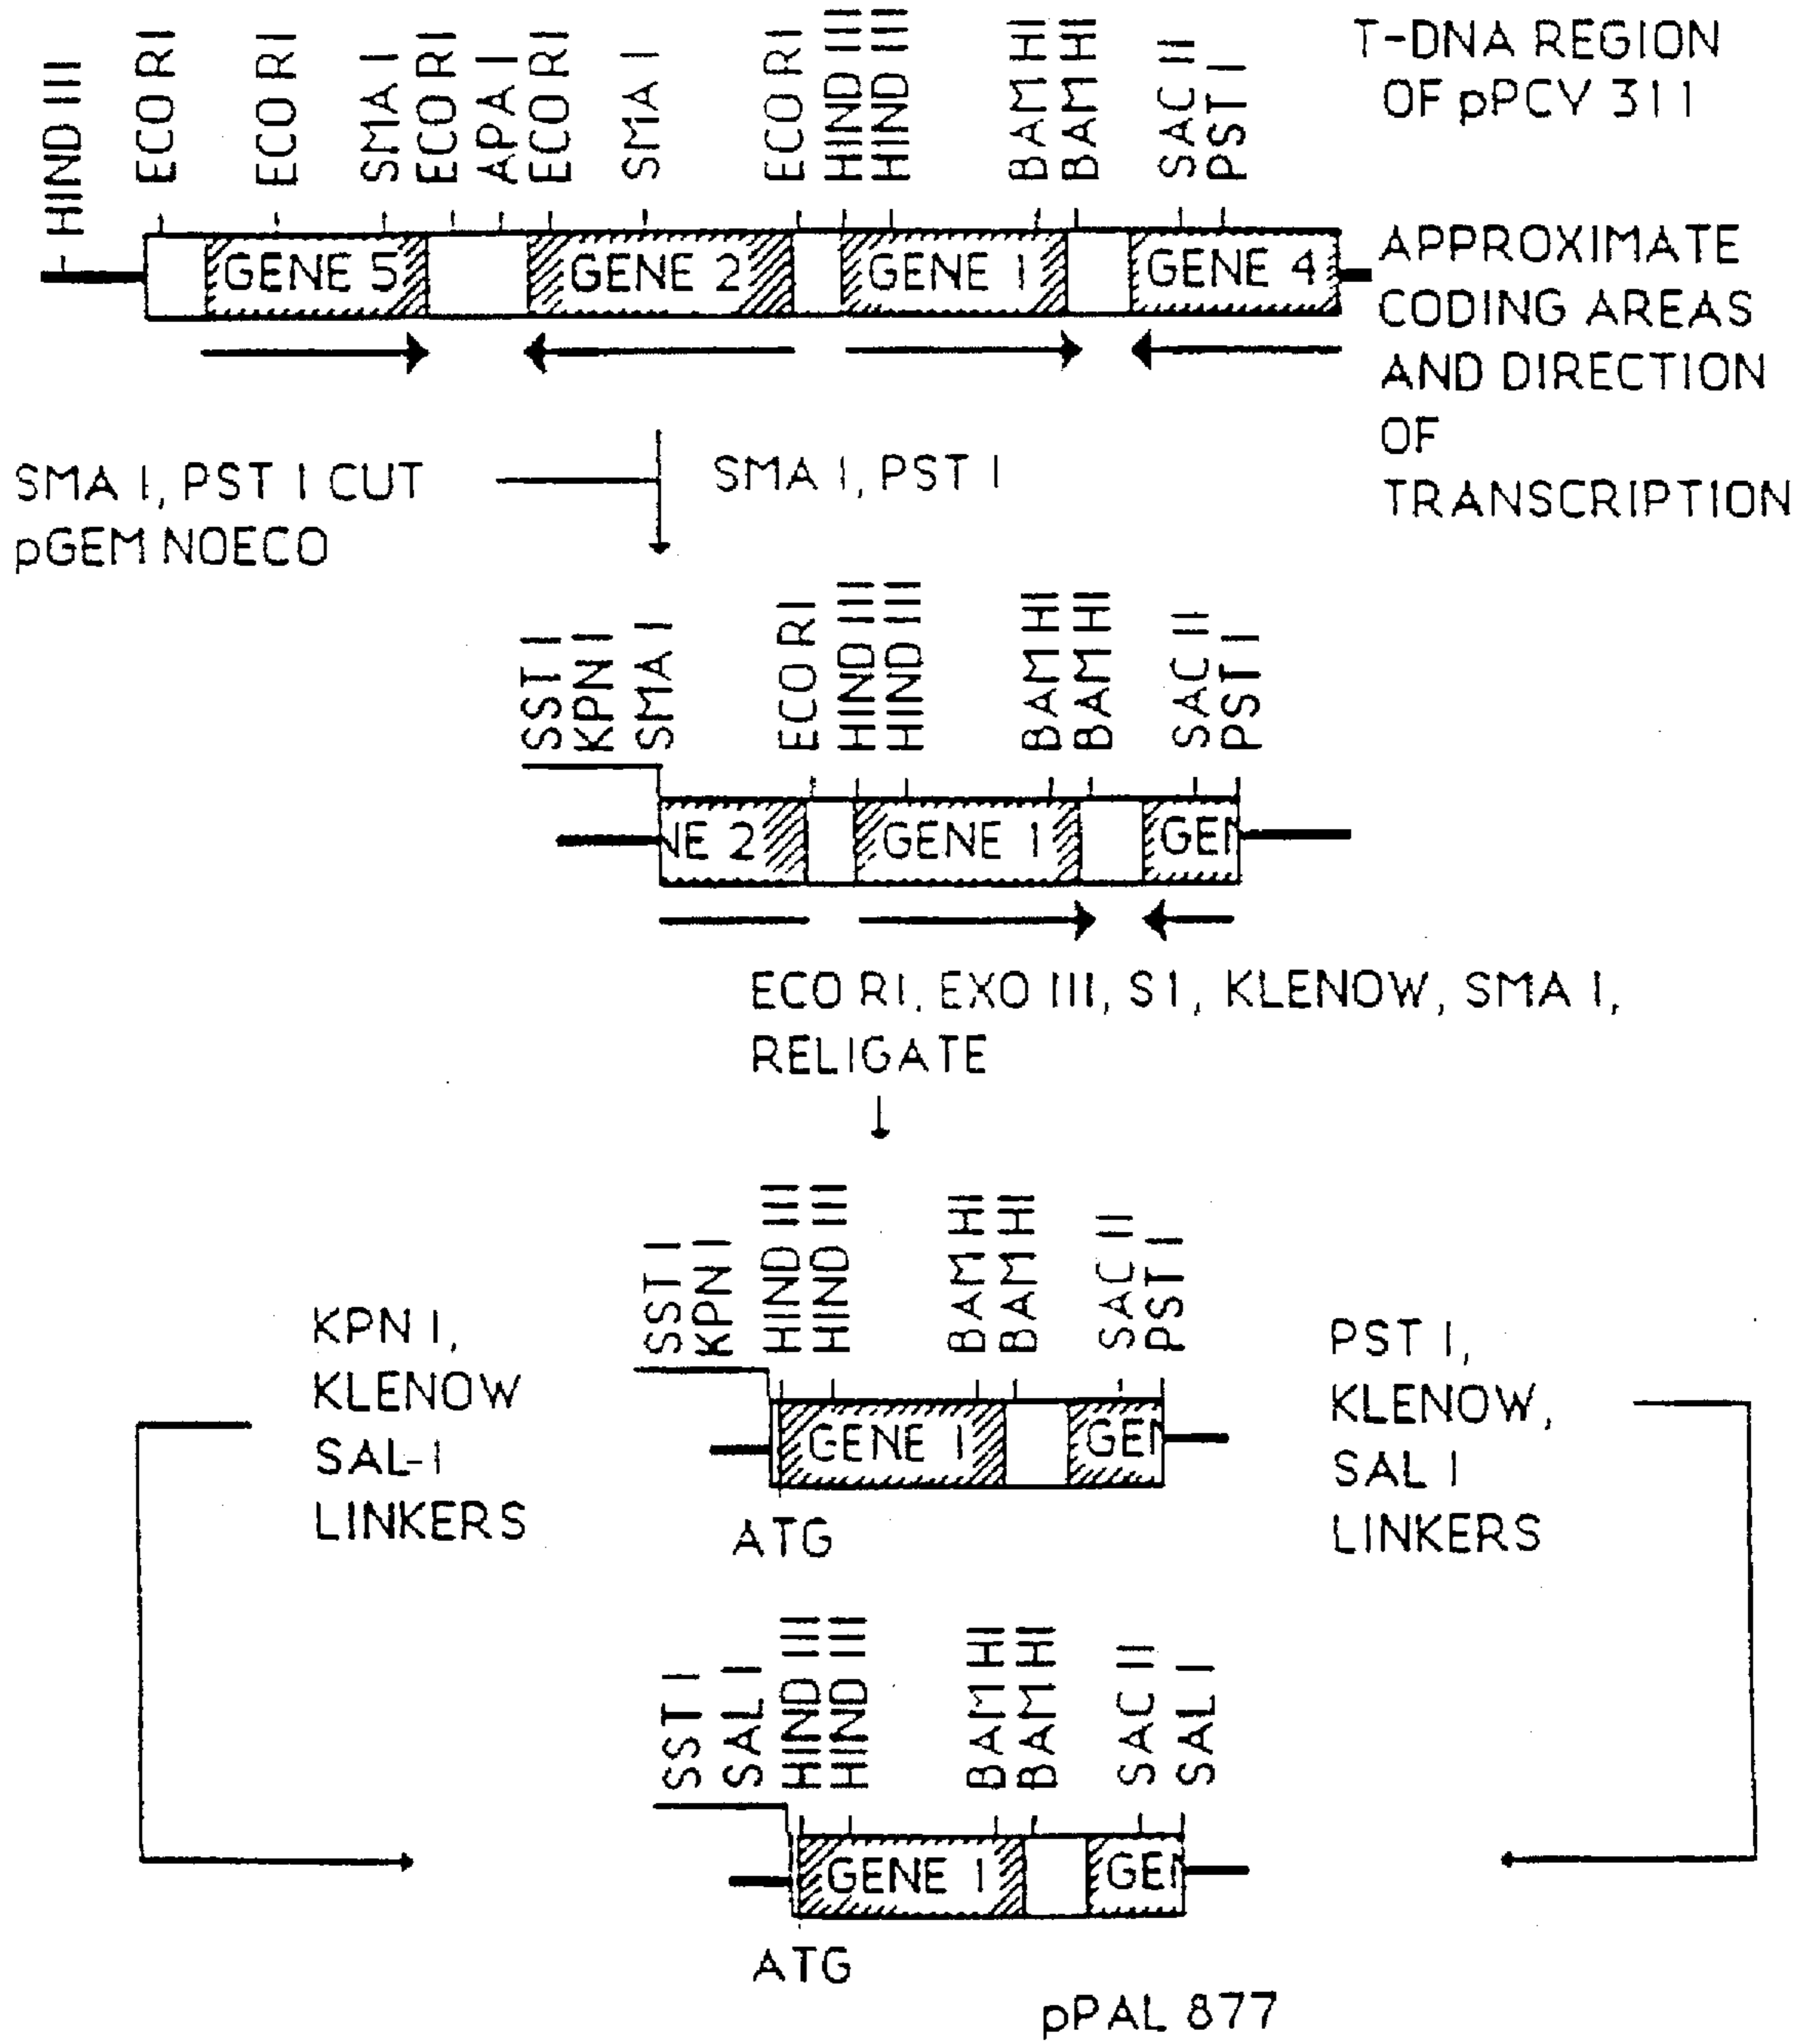 HIND III
ECO RI
ECO RI
SMA I
ECO RI
APA I
ECO RI
SMA I
ECO RI
HIND III
HIND III
BAM HI
BAM HI
SAC II
PST I
T-DNA REGION
OF pPCV 311
GENE 5
GENE 2
GENE 1
GENE 4
APPROXIMATE
CODING AREAS
AND DIRECTION
OF
TRANSCRIPTION
SMA I, PST I CUT
pGEM NOECO
SMA I, PST I
SST I
KPN I
SMA I
ECO RI
HIND III
HIND III
BAM HI
BAM HI
SAC II
PST I
NE 2
GENE 1
GEN
ECO RI, EXO III, S1, KLENOW, SMA I,
RELIGATE
SST I
KPN I
HIND III
HIND III
BAM HI
BAM HI
SAC II
PST I
KPN I,
KLENOW
SAL-I
LINKERS
GENE 1
GEN
ATG
PST I,
KLENOW,
SAL I
LINKERS
SST I
SAL I
HIND III
HIND III
BAM HI
BAM HI
SAC II
SAL I
GENE 1
GEN
ATG
pPAL 877